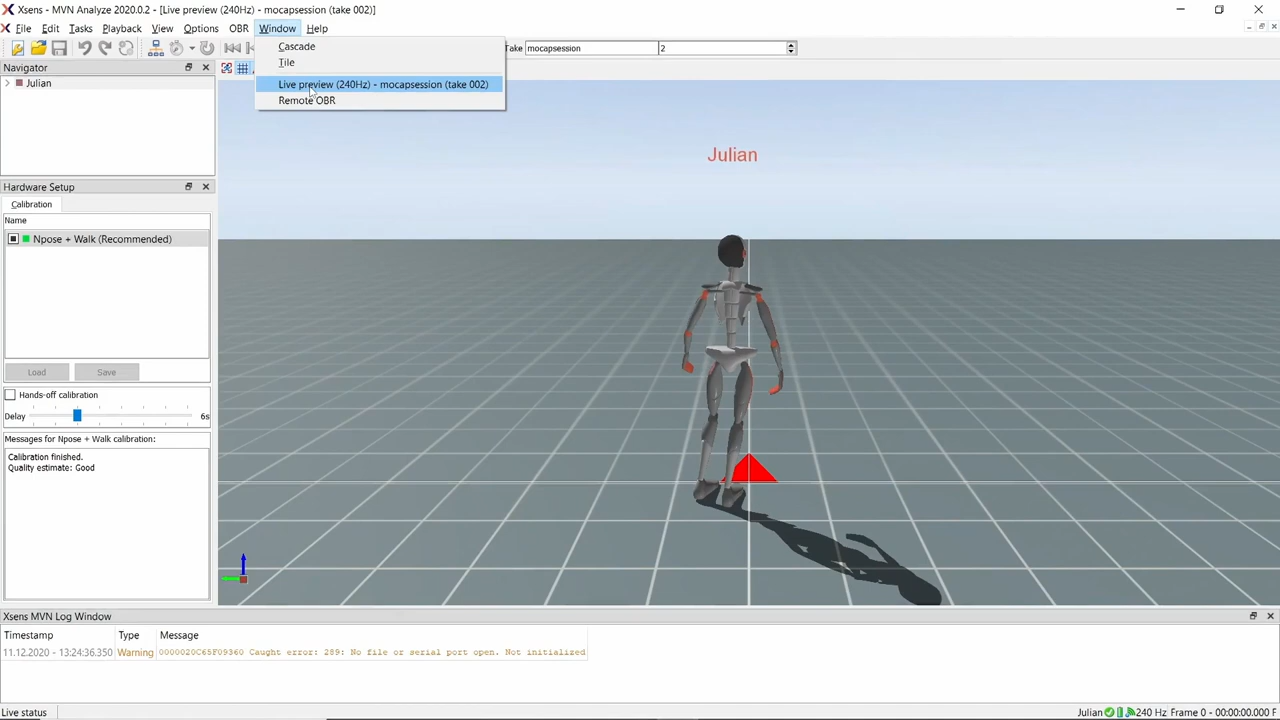 Xsens - MVN Analyze 2020.0.2 - [Live preview (240Hz) - mocapsession (take 002)]
File Edit Tasks Playback View Options OBR Window Help
Take mocapsession 2
Cascade
Tile
Live preview (240Hz) - mocapsession (take 002)
Remote OBR
Navigator
Julian
Julian
Hardware Setup
Calibration
Name
Npose + Walk (Recommended)
Load Save
Hands-off calibration
Delay 6s
Messages for Npose + Walk calibration:
Calibration finished.
Quality estimate: Good
Xsens MVN Log Window
Timestamp Type Message
11.12.2020 - 13:24:36.350 Warning 0000020C65F09360 Caught error: 289: No file or serial port open. Not initialized
Live status Julian 240 Hz Frame 0 - 00:00:00.000 F